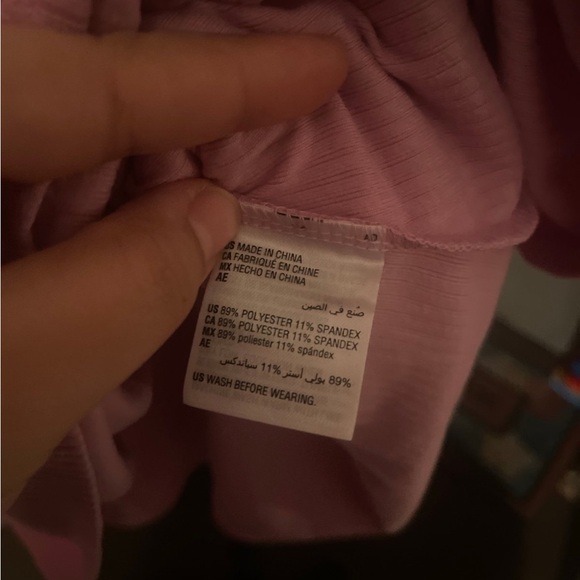 US MADE IN CHINA
CA FABRIQUÉ EN CHINE
MX HECHO EN CHINA
AE
صنع في الصين
US 89% POLYESTER 11% SPANDEX
CA 89% POLYESTER 11% SPANDEX
MX 89% poliester 11% spándex
AE
89% بولي أستر 11% سباندكس
US WASH BEFORE WEARING.